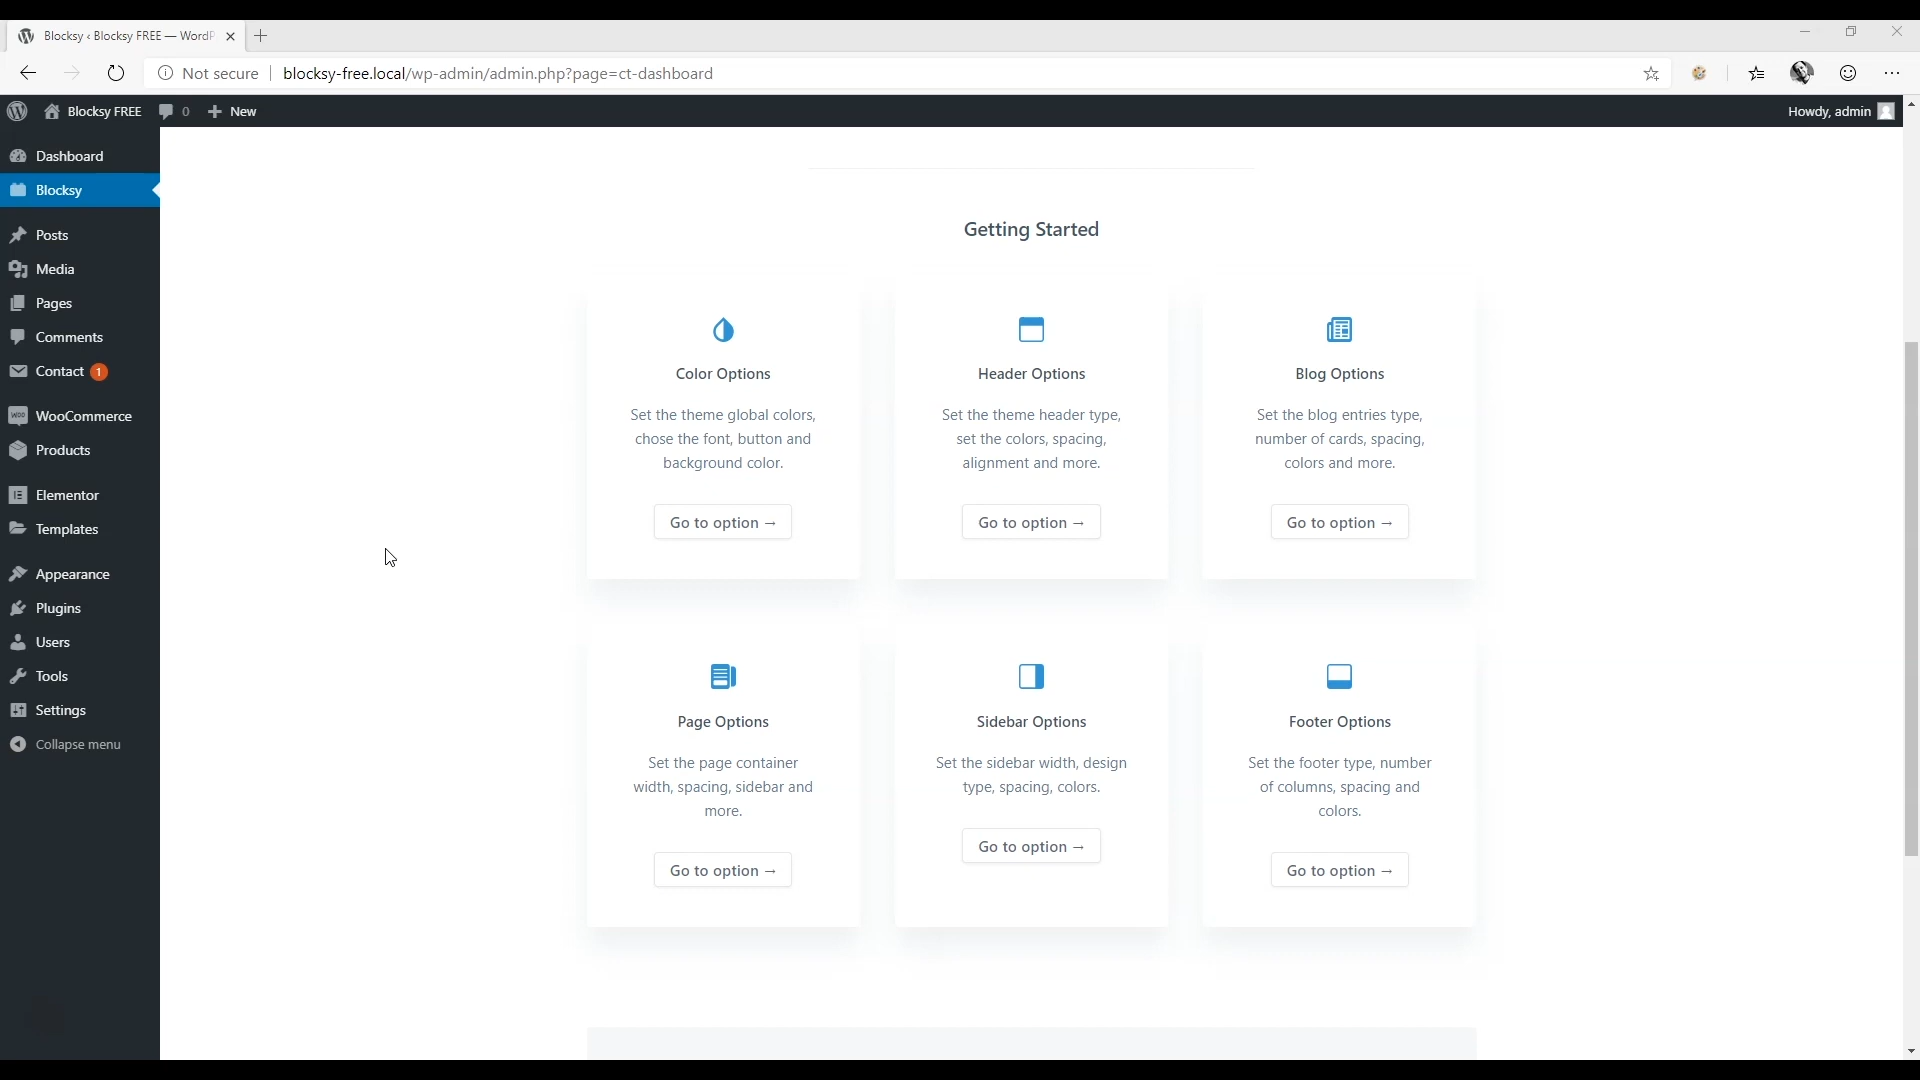 Blocksy ‹ Blocksy FREE — WordP
Not secure
blocksy-free.local/wp-admin/admin.php?page=ct-dashboard
Blocksy FREE
0
New
Howdy, admin
Dashboard
Blocksy
Posts
Media
Pages
Comments
Contact 1
WooCommerce
Products
Elementor
Templates
Appearance
Plugins
Users
Tools
Settings
Collapse menu
Getting Started
Color Options
Set the theme global colors,
chose the font, button and
background color.
Go to option →
Header Options
Set the theme header type,
set the colors, spacing,
alignment and more.
Go to option →
Blog Options
Set the blog entries type,
number of cards, spacing,
colors and more.
Go to option →
Page Options
Set the page container
width, spacing, sidebar and
more.
Go to option →
Sidebar Options
Set the sidebar width, design
type, spacing, colors.
Go to option →
Footer Options
Set the footer type, number
of columns, spacing and
colors.
Go to option →